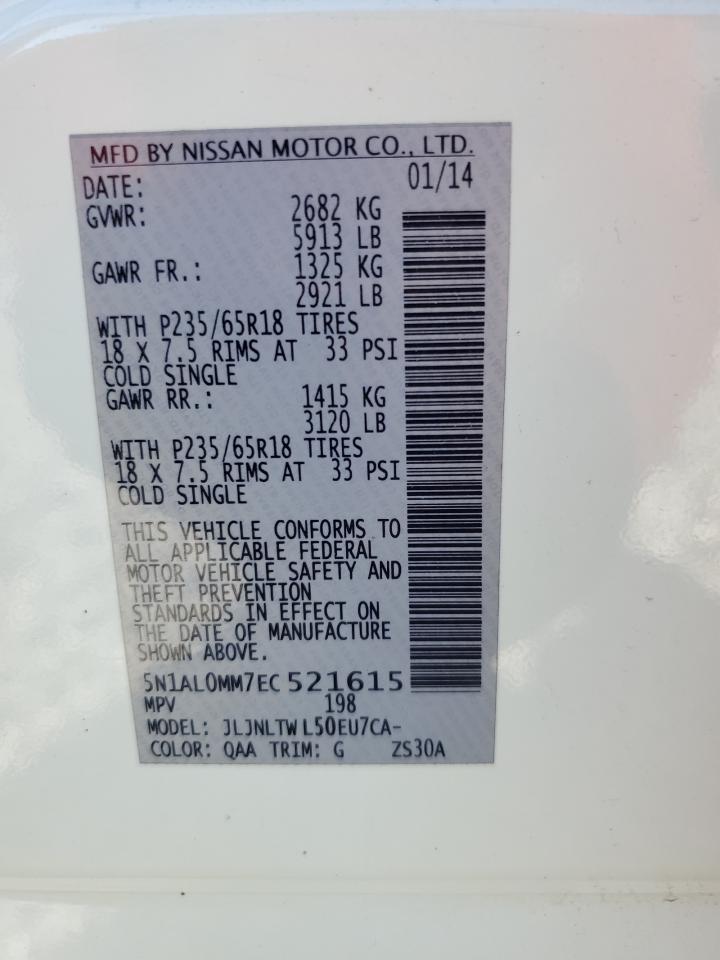 MFD BY NISSAN MOTOR CO., LTD.
DATE: 01/14
GVWR: 2682 KG
5913 LB
GAWR FR.: 1325 KG
2921 LB
WITH P235/65R18 TIRES
18 X 7.5 RIMS AT 33 PSI
COLD SINGLE
GAWR RR.: 1415 KG
3120 LB
WITH P235/65R18 TIRES
18 X 7.5 RIMS AT 33 PSI
COLD SINGLE
THIS VEHICLE CONFORMS TO
ALL APPLICABLE FEDERAL
MOTOR VEHICLE SAFETY AND
THEFT PREVENTION
STANDARDS IN EFFECT ON
THE DATE OF MANUFACTURE
SHOWN ABOVE.
5N1AL0MM7EC 521615
MPV 198
MODEL: JLJNLTW L50EU7CA-
COLOR: QAA TRIM: G ZS30A